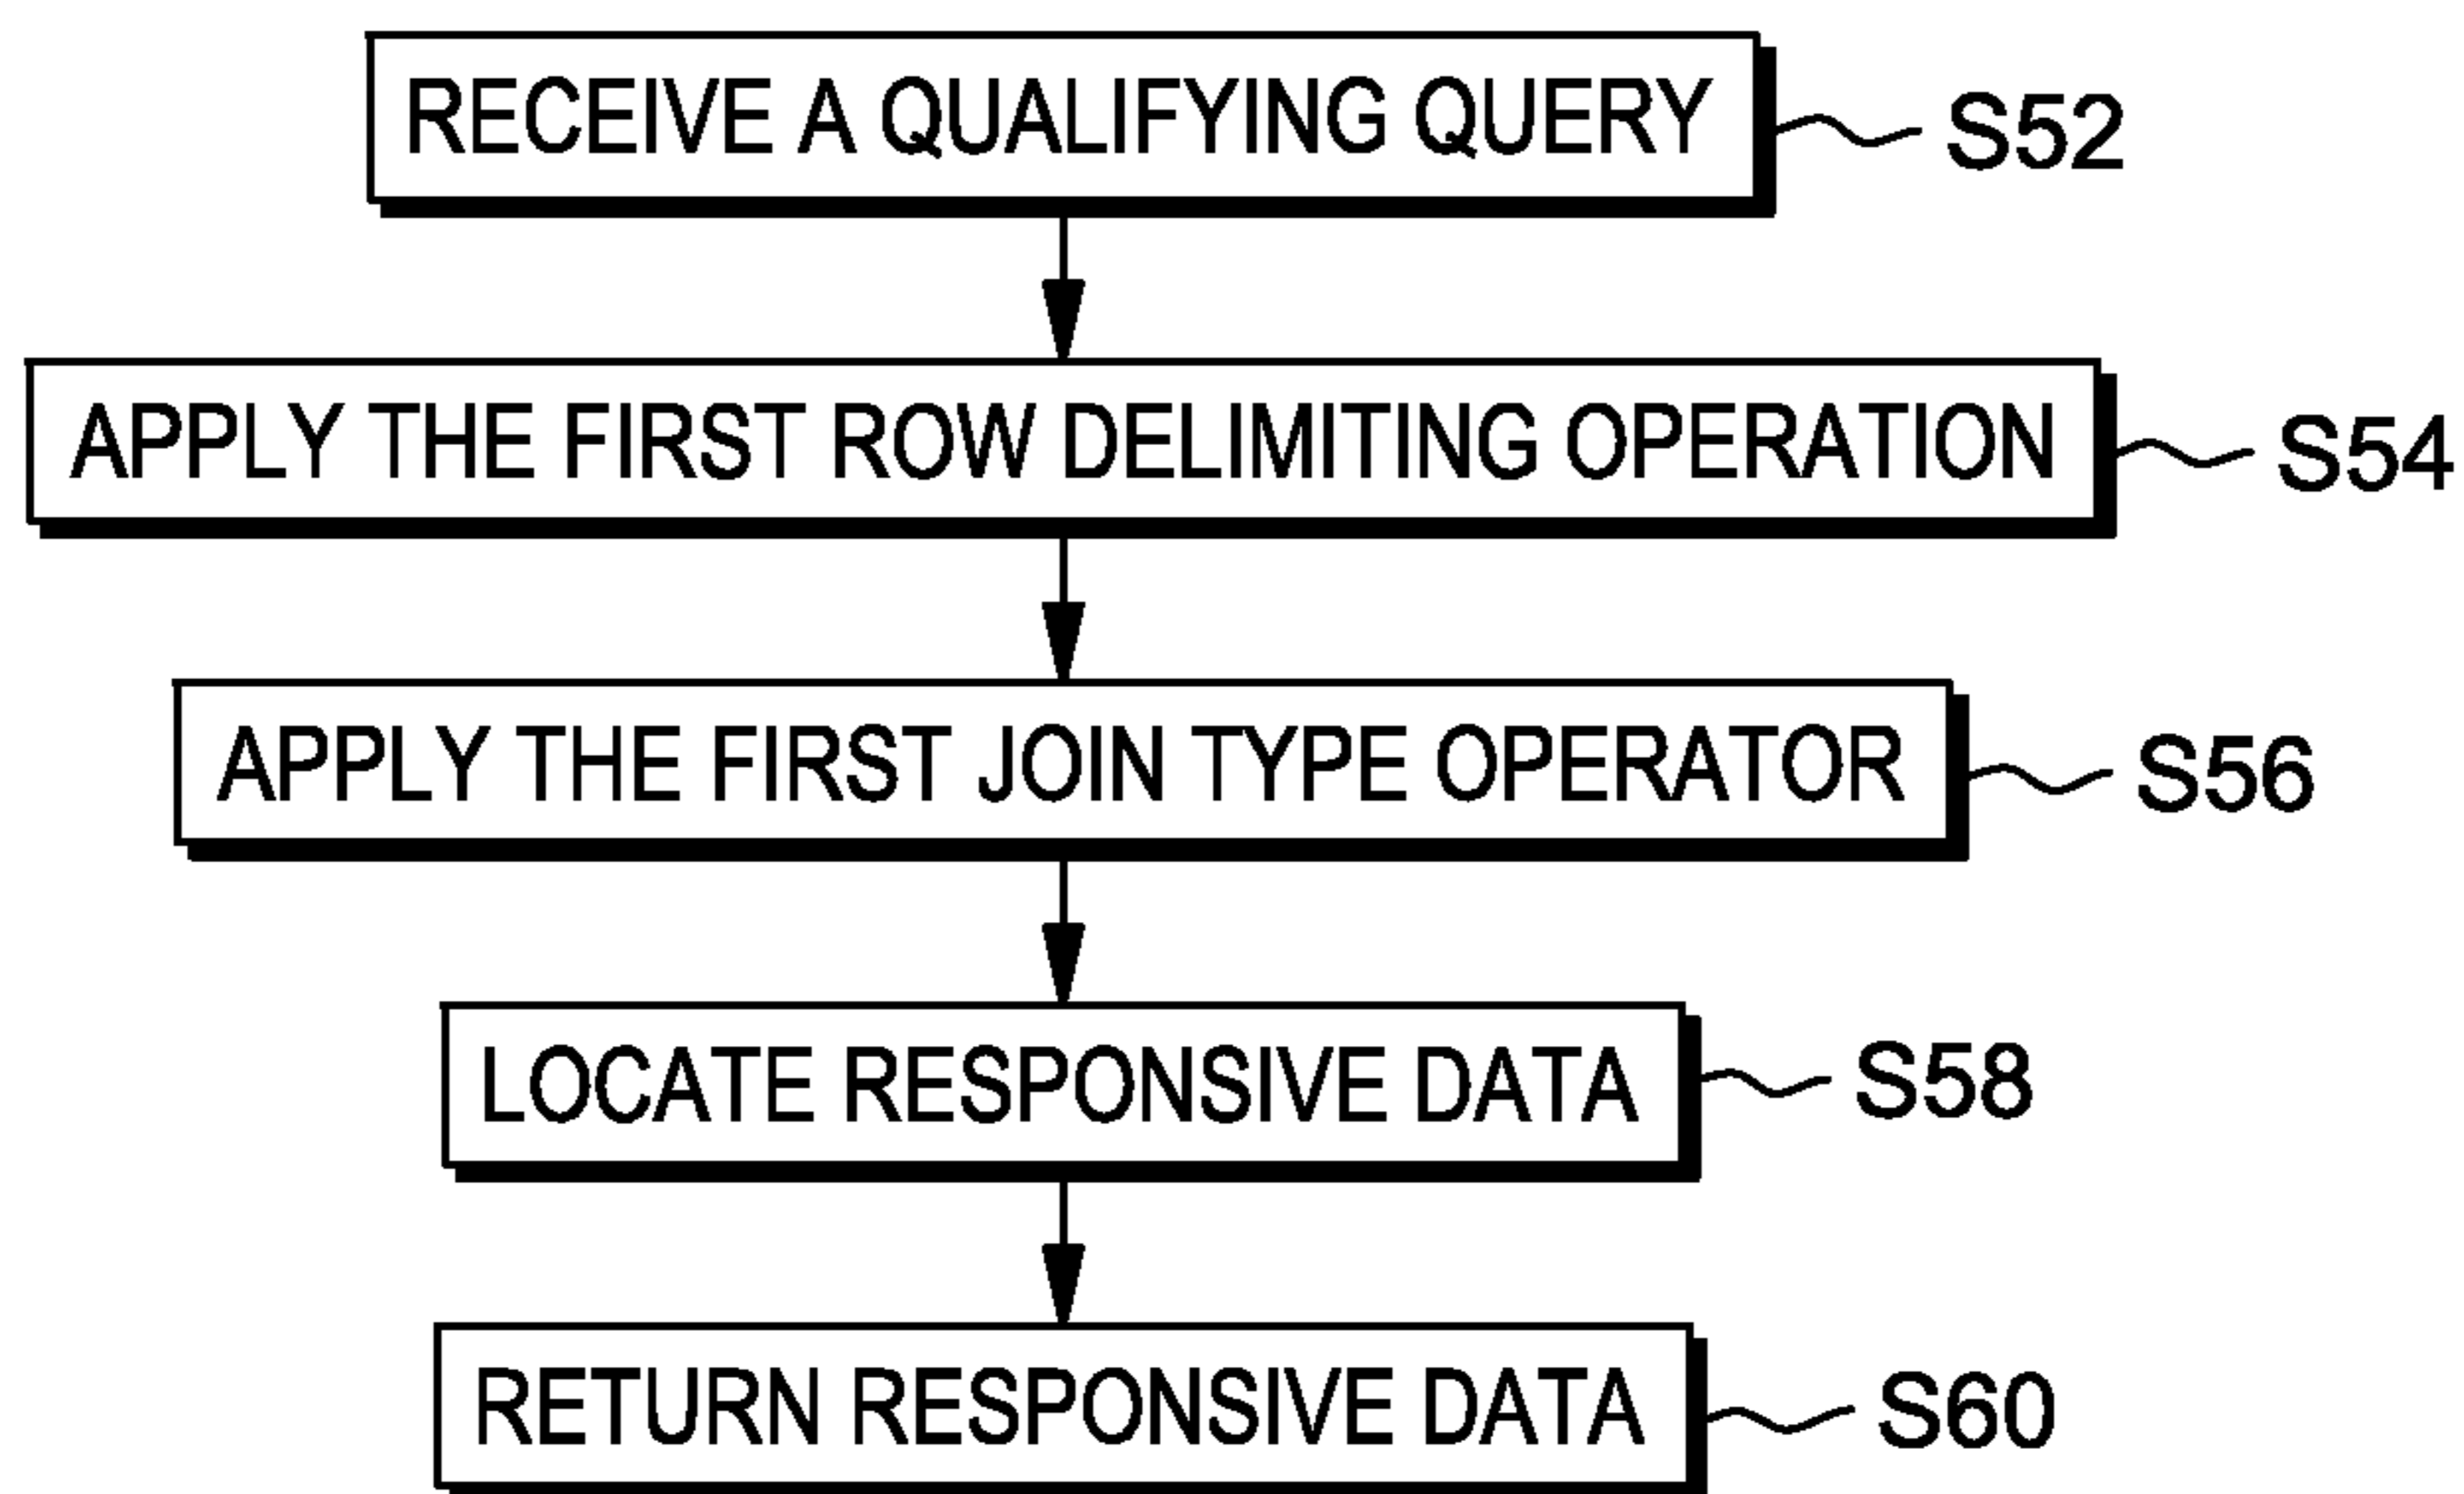 RECEIVE A QUALIFYING QUERY S52
APPLY THE FIRST ROW DELIMITING OPERATION S54
APPLY THE FIRST JOIN TYPE OPERATOR S56
LOCATE RESPONSIVE DATA S58
RETURN RESPONSIVE DATA S60